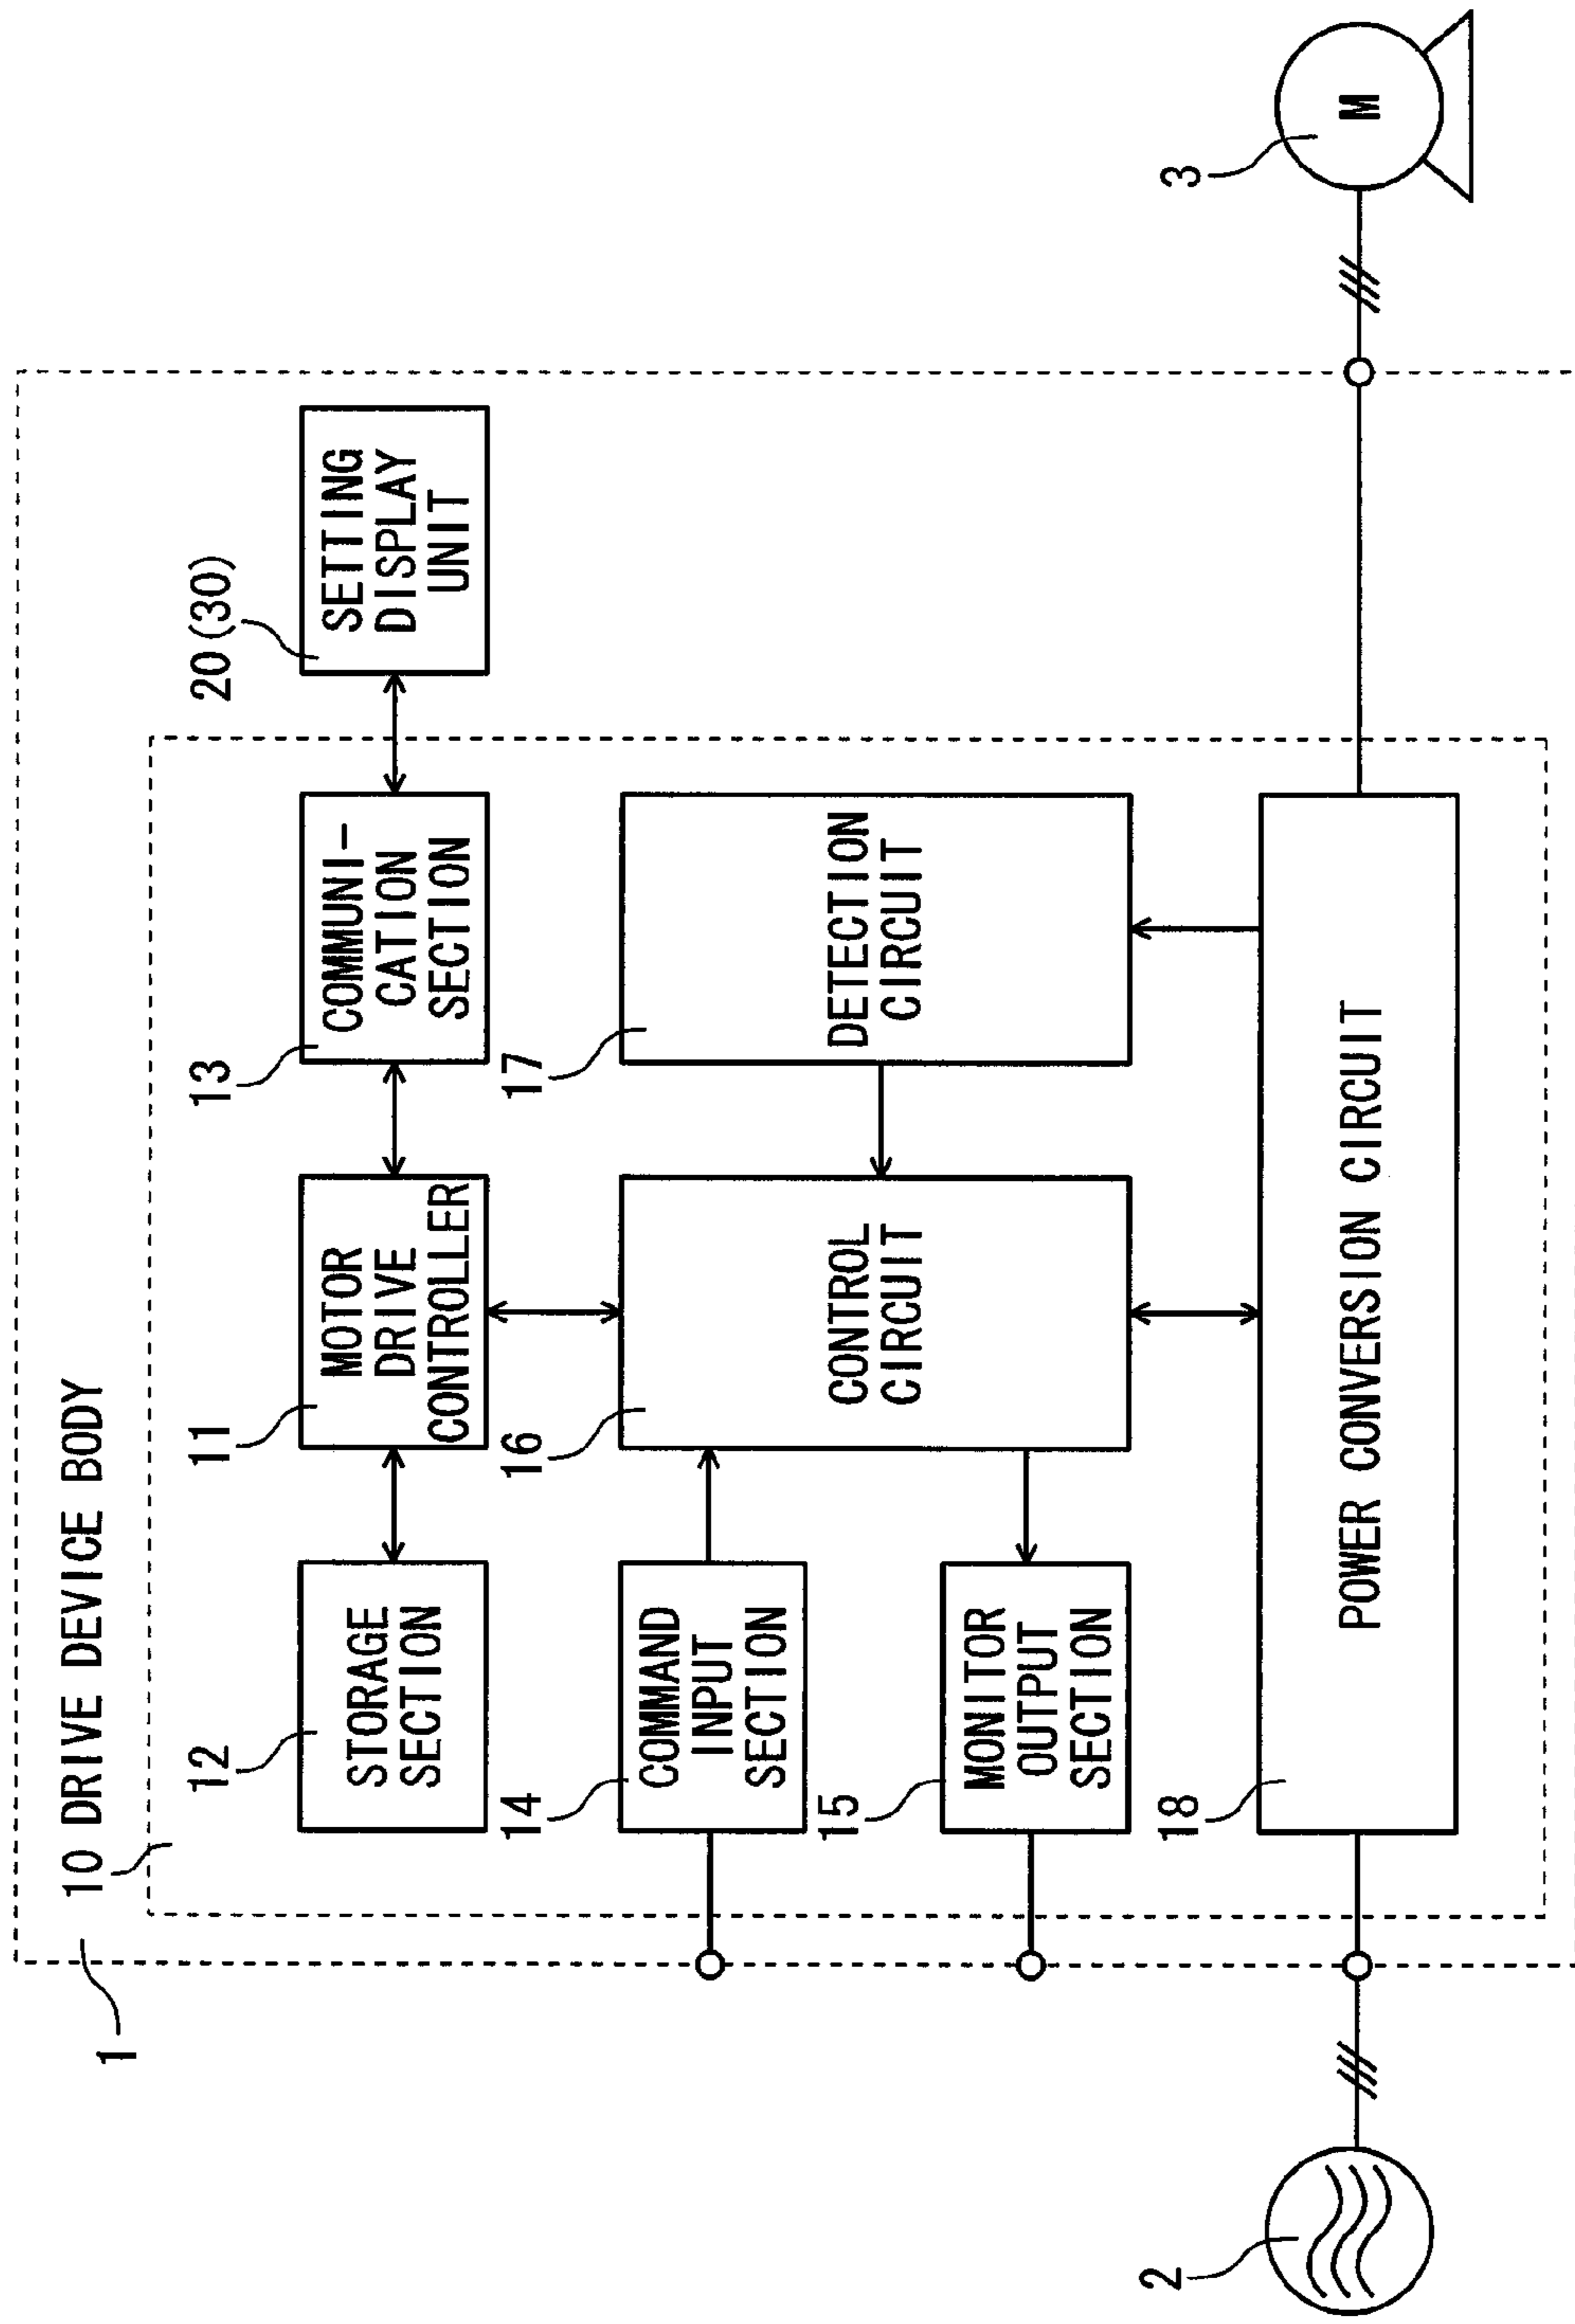 1
10 DRIVE DEVICE BODY
12
STORAGE
SECTION
11
MOTOR
DRIVE
CONTROLLER
13
COMMUNI-
CATION
SECTION
20(30)
SETTING
DISPLAY
UNIT
14
COMMAND
INPUT
SECTION
16
CONTROL
CIRCUIT
17
DETECTION
CIRCUIT
15
MONITOR
OUTPUT
SECTION
18
POWER CONVERSION CIRCUIT
2
3
M